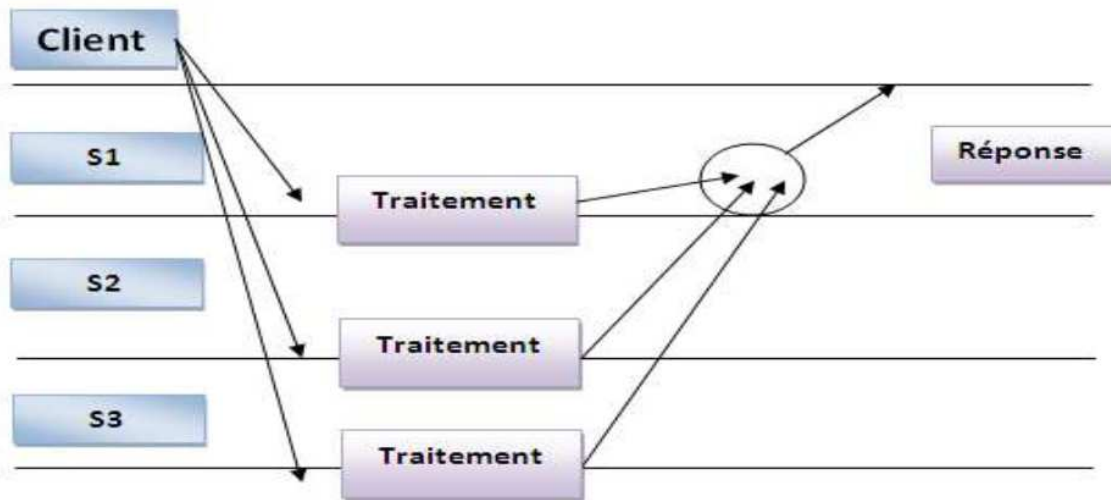 Client
S1
Réponse
Traitement
S2
Traitement
S3
Traitement